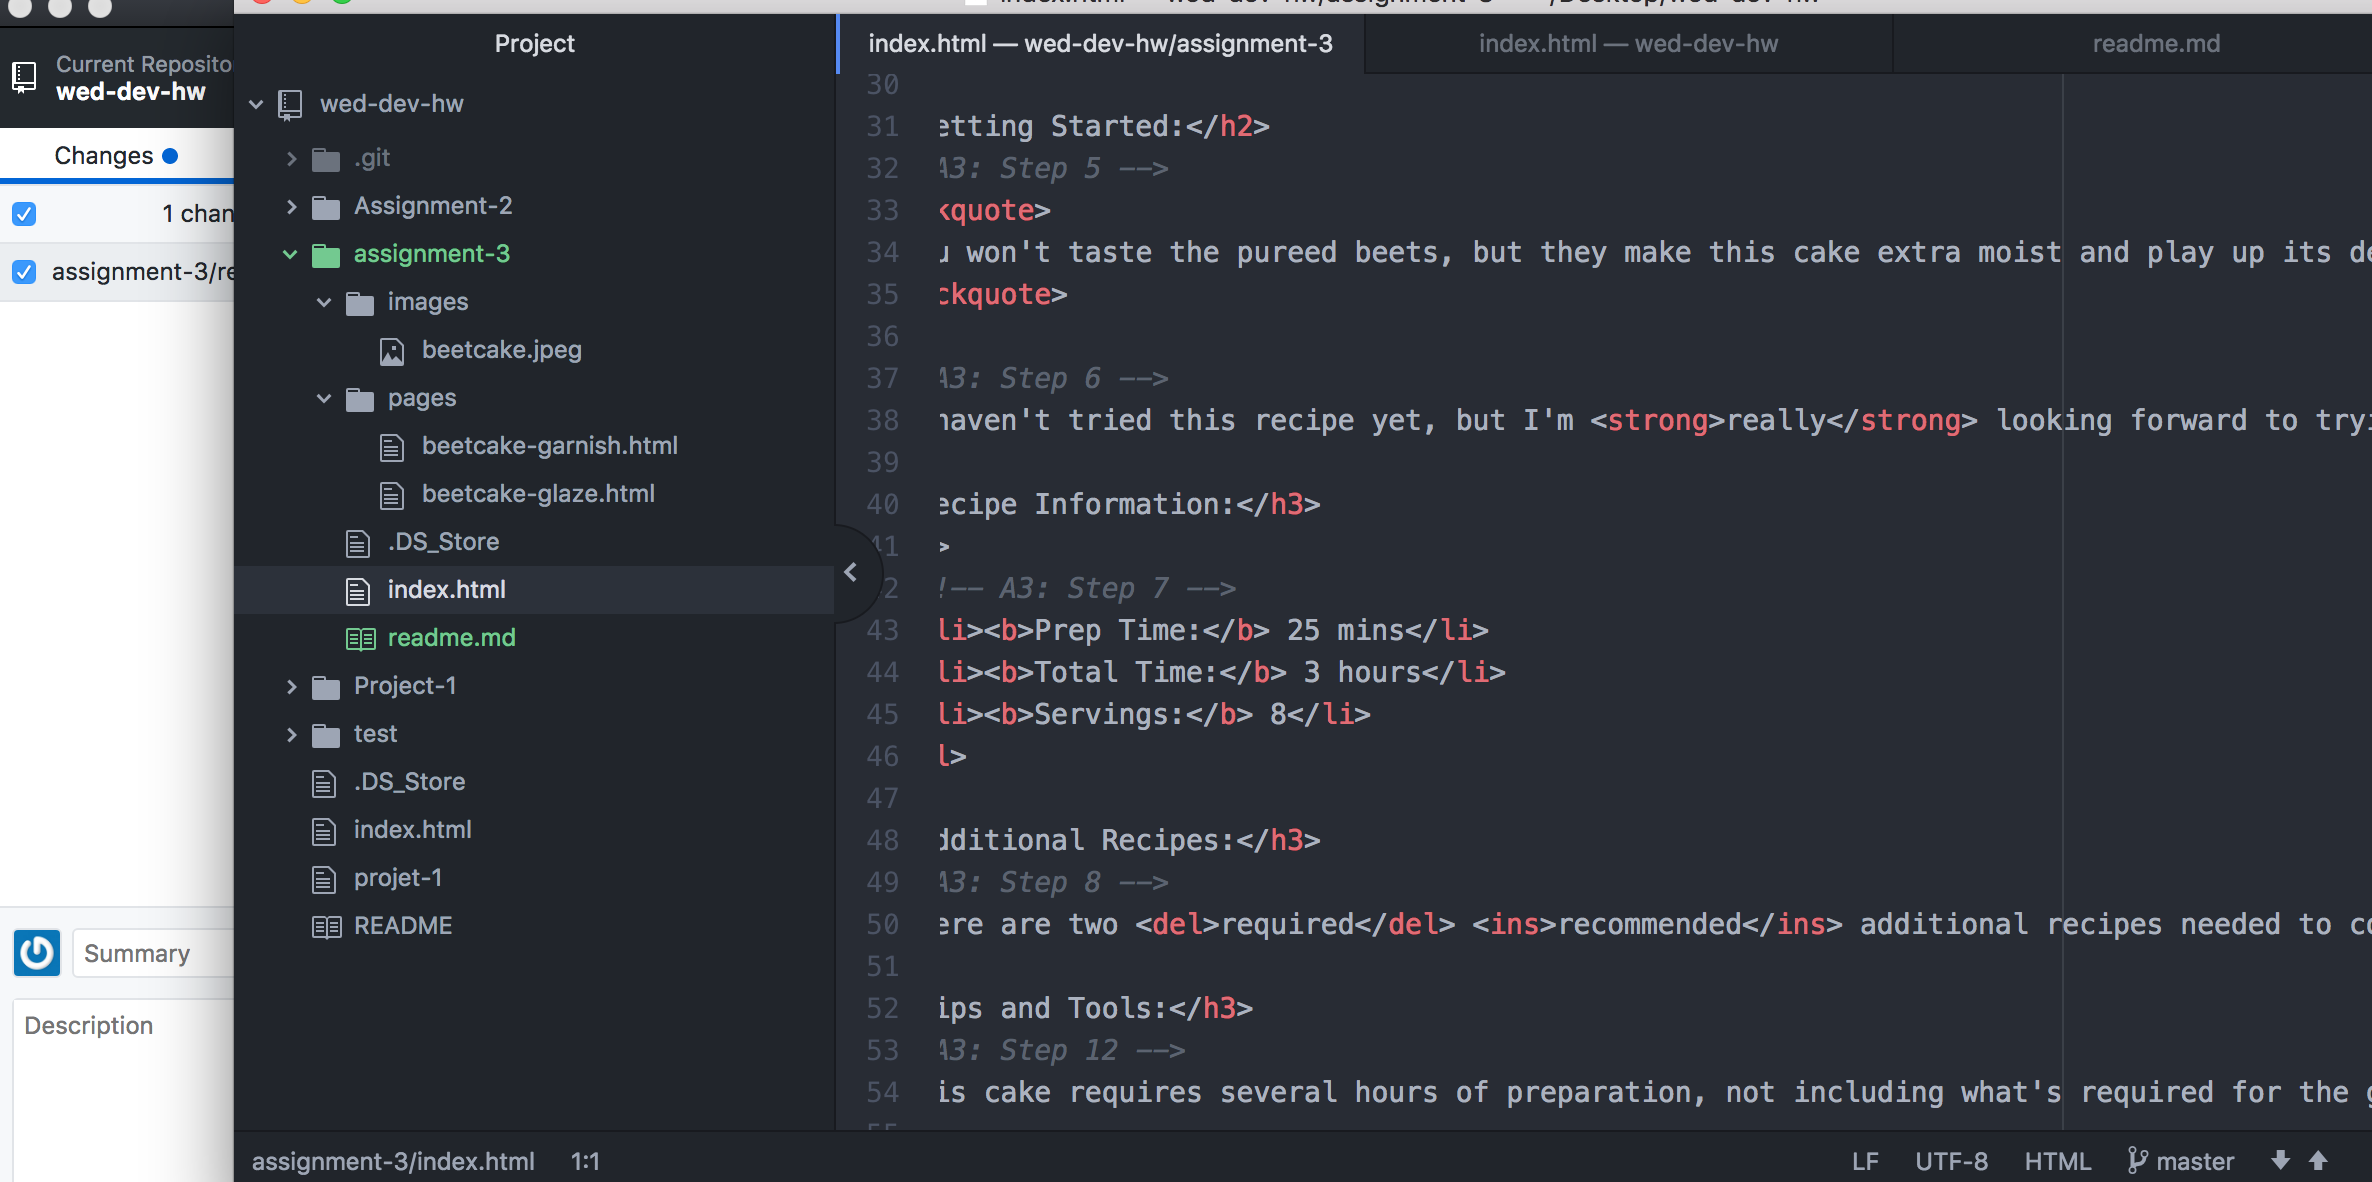 Current Reposito
wed-dev-hw
Changes
1 chan
assignment-3/re
Summary
Description
Project
wed-dev-hw
.git
Assignment-2
assignment-3
images
beetcake.jpeg
pages
beetcake-garnish.html
beetcake-glaze.html
.DS_Store
index.html
readme.md
Project-1
test
.DS_Store
index.html
projet-1
README
index.html — wed-dev-hw/assignment-3
index.html — wed-dev-hw
readme.md
30
31 etting Started:</h2>
32 A3: Step 5 -->
33 kquote>
34 u won't taste the pureed beets, but they make this cake extra moist and play up its de
35 ckquote>
36
37 A3: Step 6 -->
38 haven't tried this recipe yet, but I'm <strong>really</strong> looking forward to tryi
39
40 ecipe Information:</h3>
41 >
42 !-- A3: Step 7 -->
43 li><b>Prep Time:</b> 25 mins</li>
44 li><b>Total Time:</b> 3 hours</li>
45 li><b>Servings:</b> 8</li>
46 l>
47
48 dditional Recipes:</h3>
49 A3: Step 8 -->
50 ere are two <del>required</del> <ins>recommended</ins> additional recipes needed to co
51
52 ips and Tools:</h3>
53 A3: Step 12 -->
54 is cake requires several hours of preparation, not including what's required for the g
assignment-3/index.html 1:1
LF UTF-8 HTML master